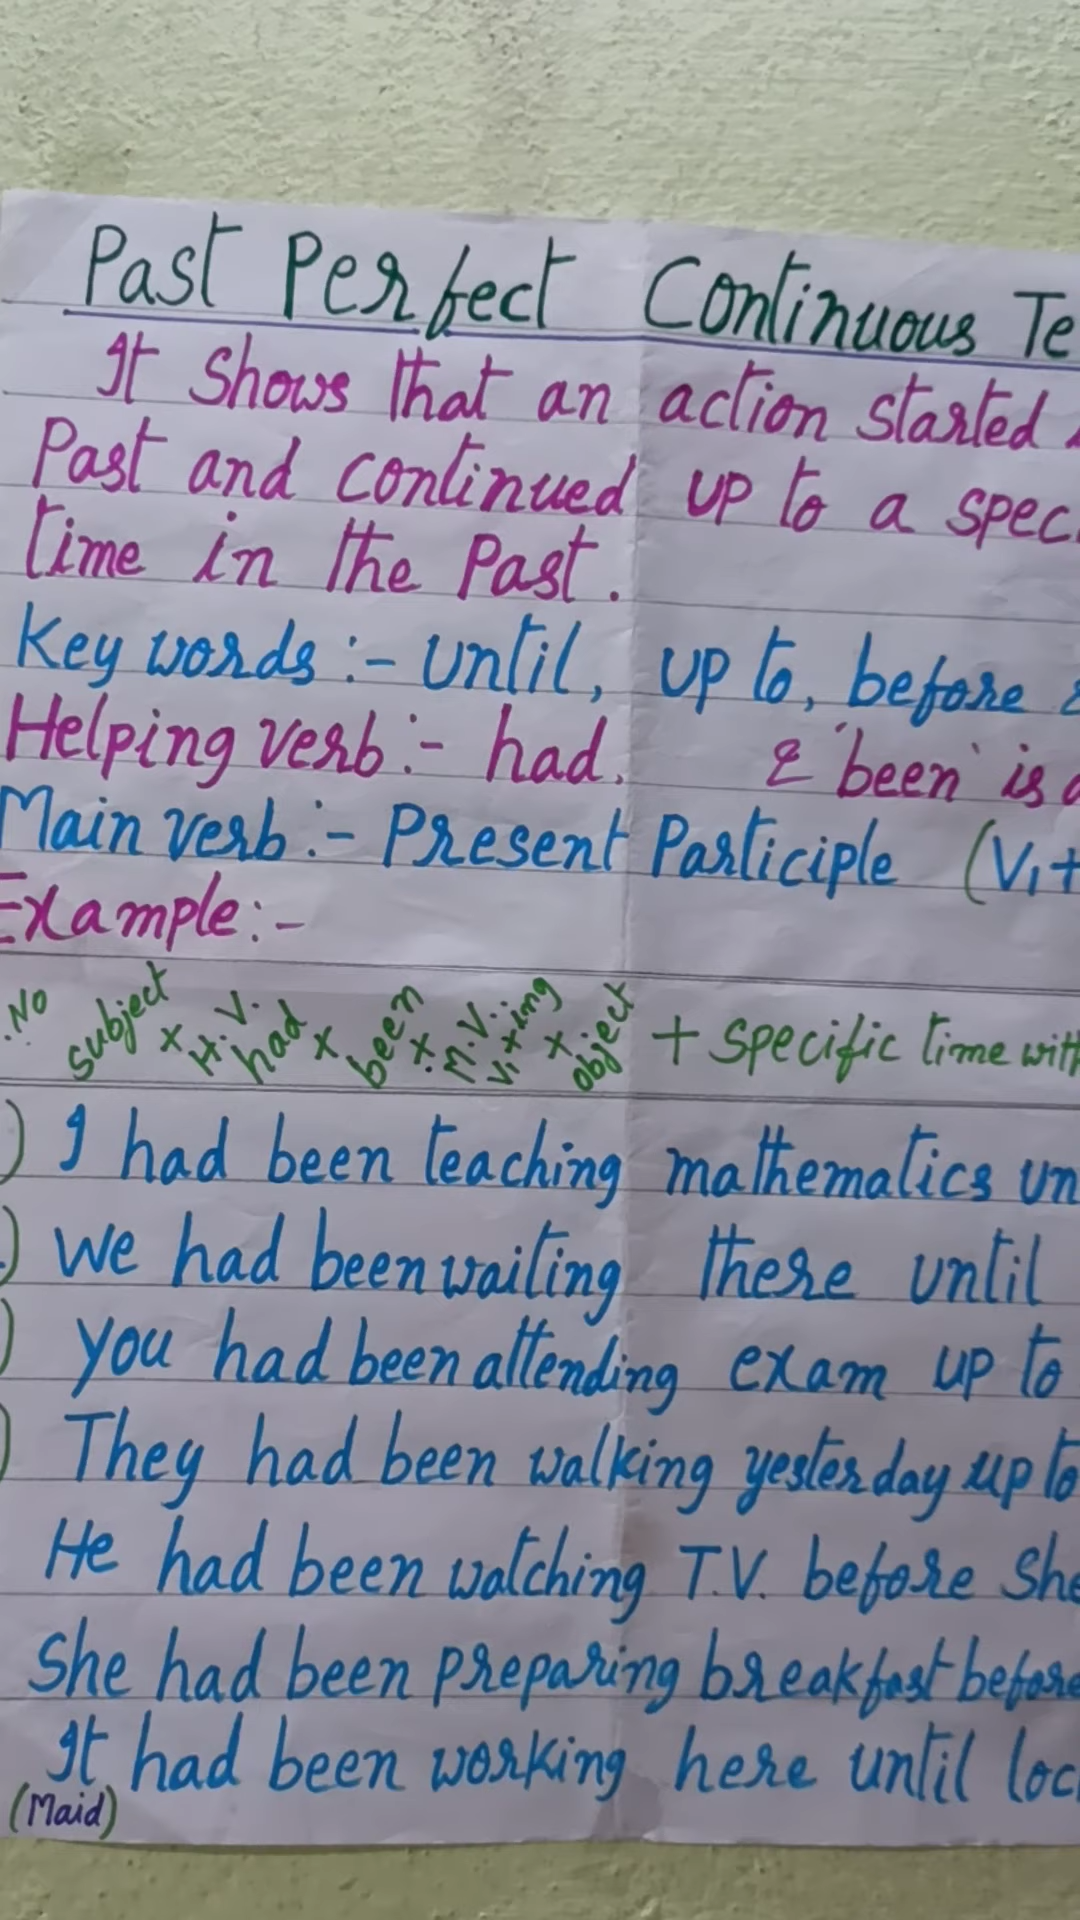 Past Perfect Continuous Te
It shows that an action started
Past and continued up to a spec
time in the Past.
Key words :- until, up to, before &
Helping verb :- had. & 'been' is a
Main verb :- Present Participle (V1+
Example :-
.No subject + H.V. had + been + M.V. V1+ing + object + specific time with
) I had been teaching mathematics un
.) We had been waiting there until
) you had been attending exam up to
) They had been walking yesterday up to
He had been watching T.V. before she
She had been preparing breakfast before
It had been working here until loc
(Maid)